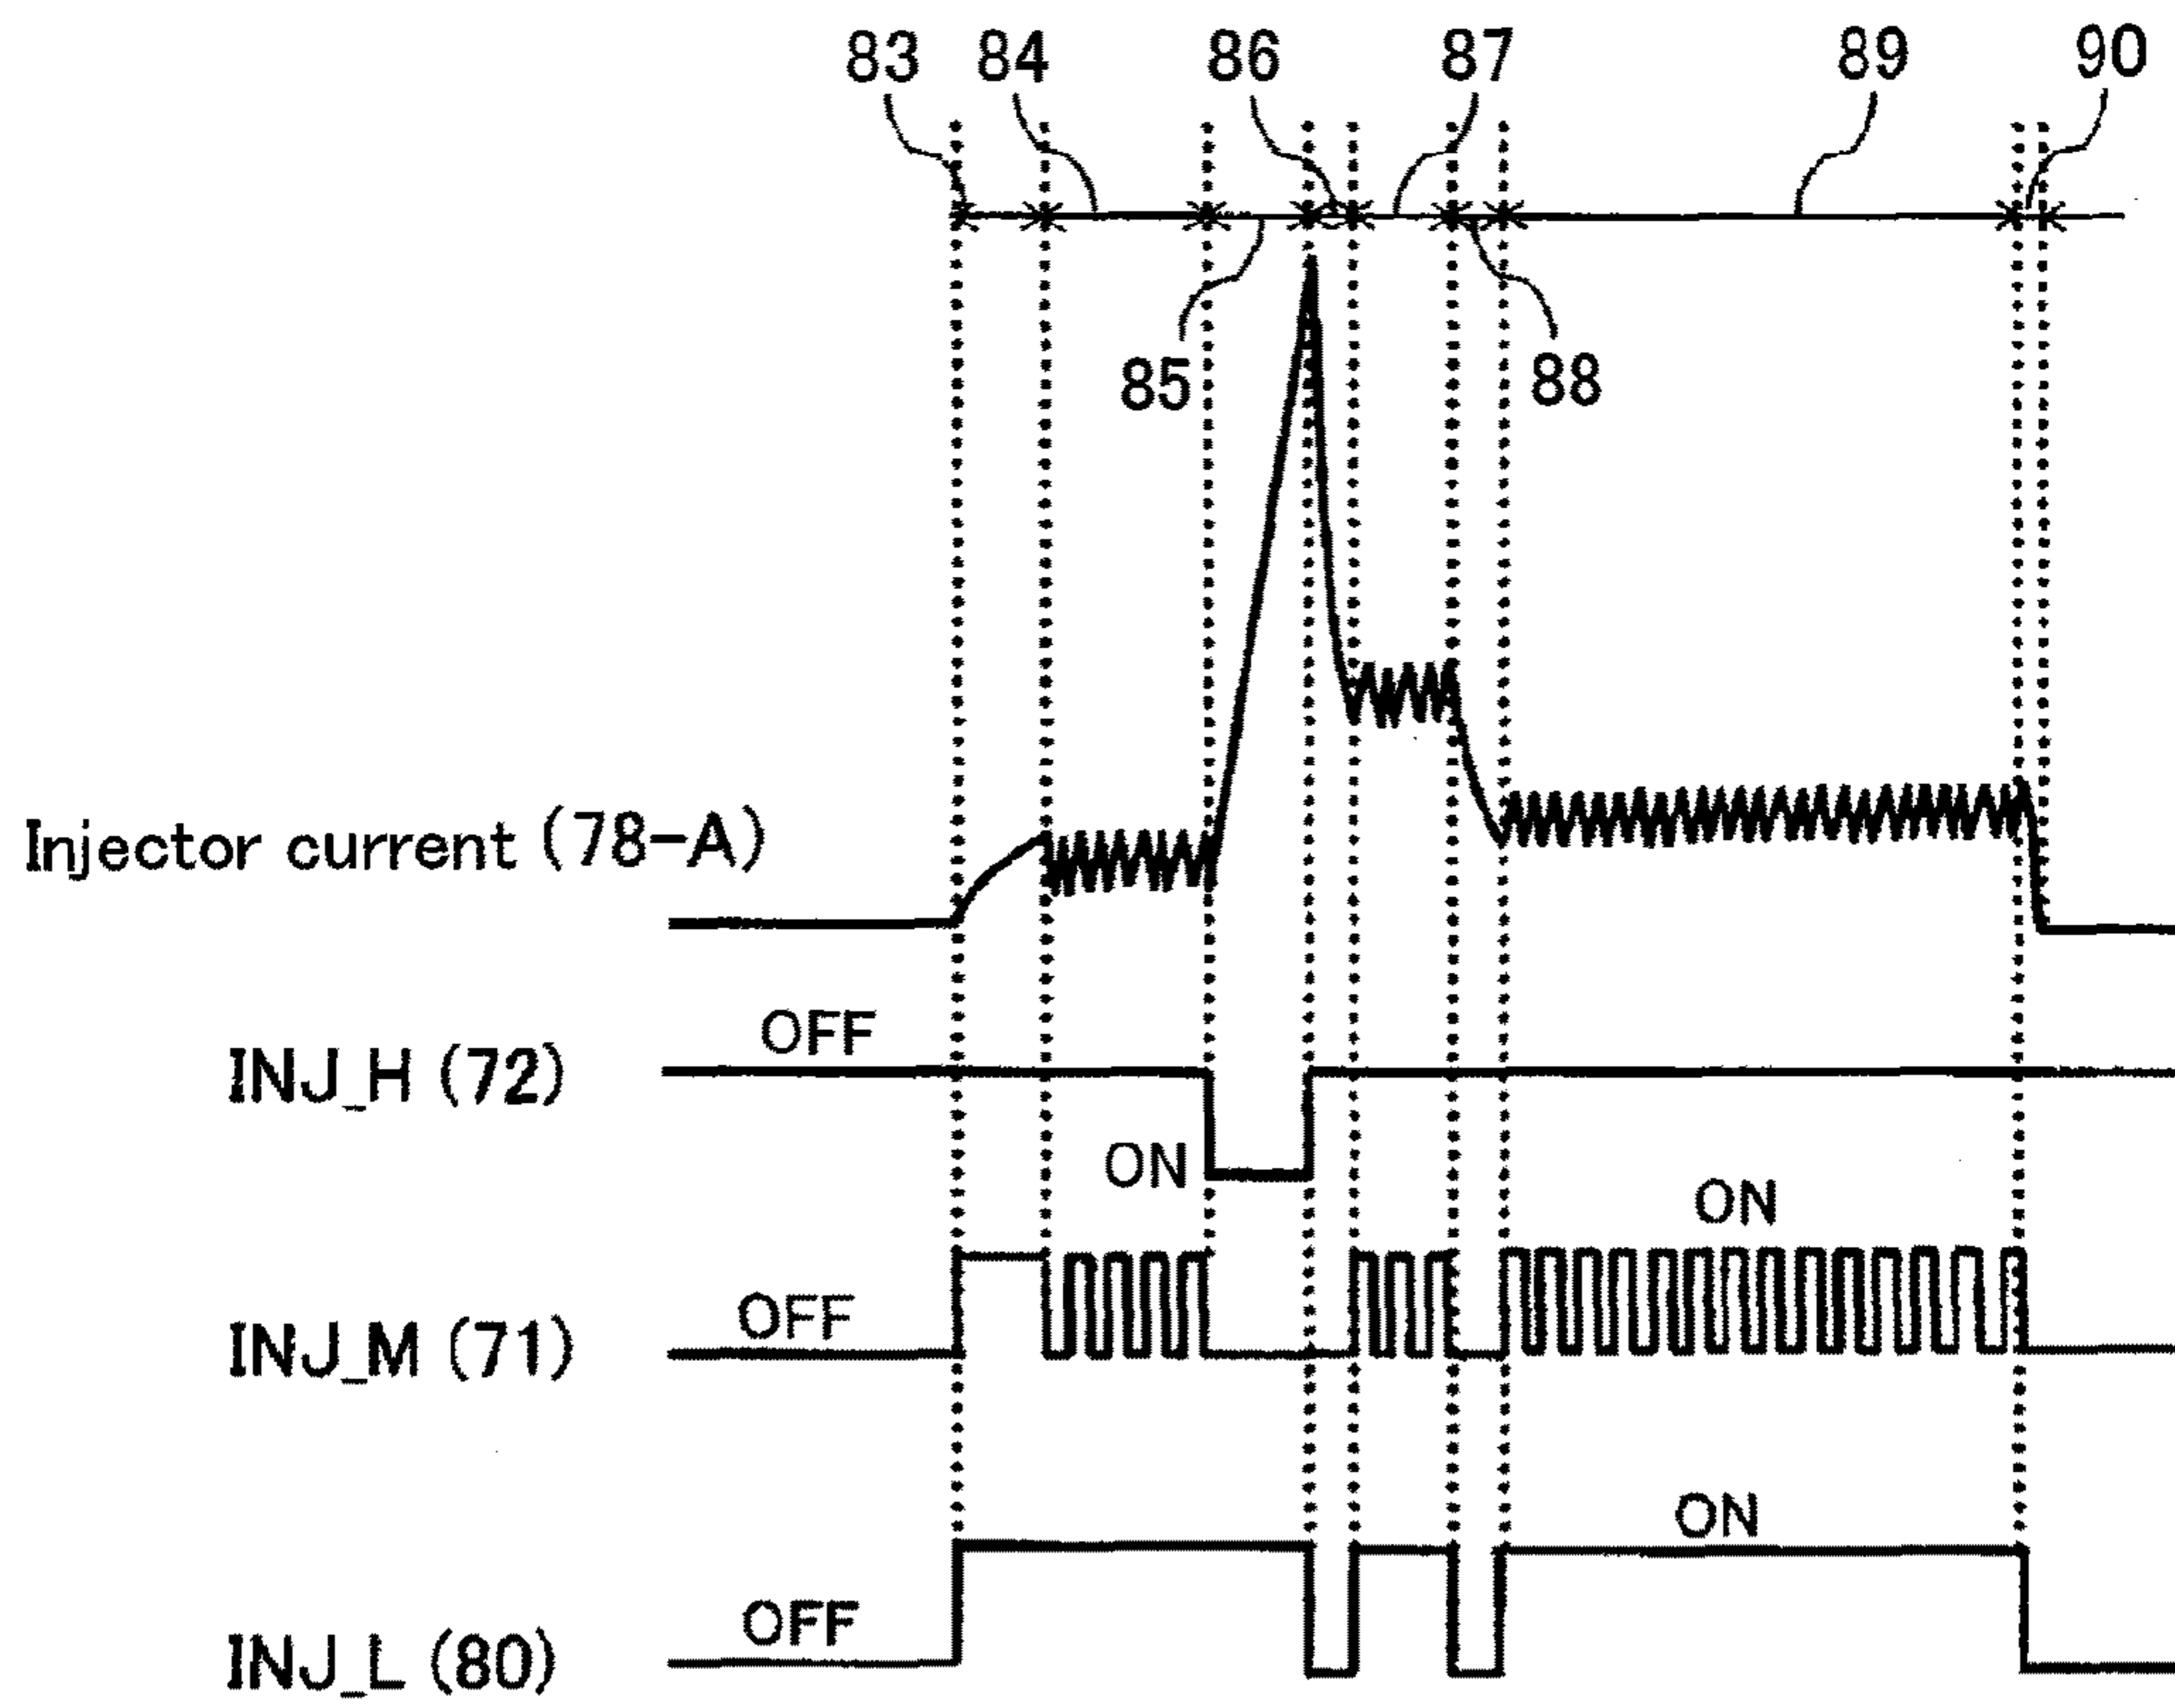 83 84 86 87 89 90
85 88
Injector current (78-A)
OFF
INJ_H (72)
ON
ON
OFF
INJ_M (71)
ON
OFF
INJ_L (80)